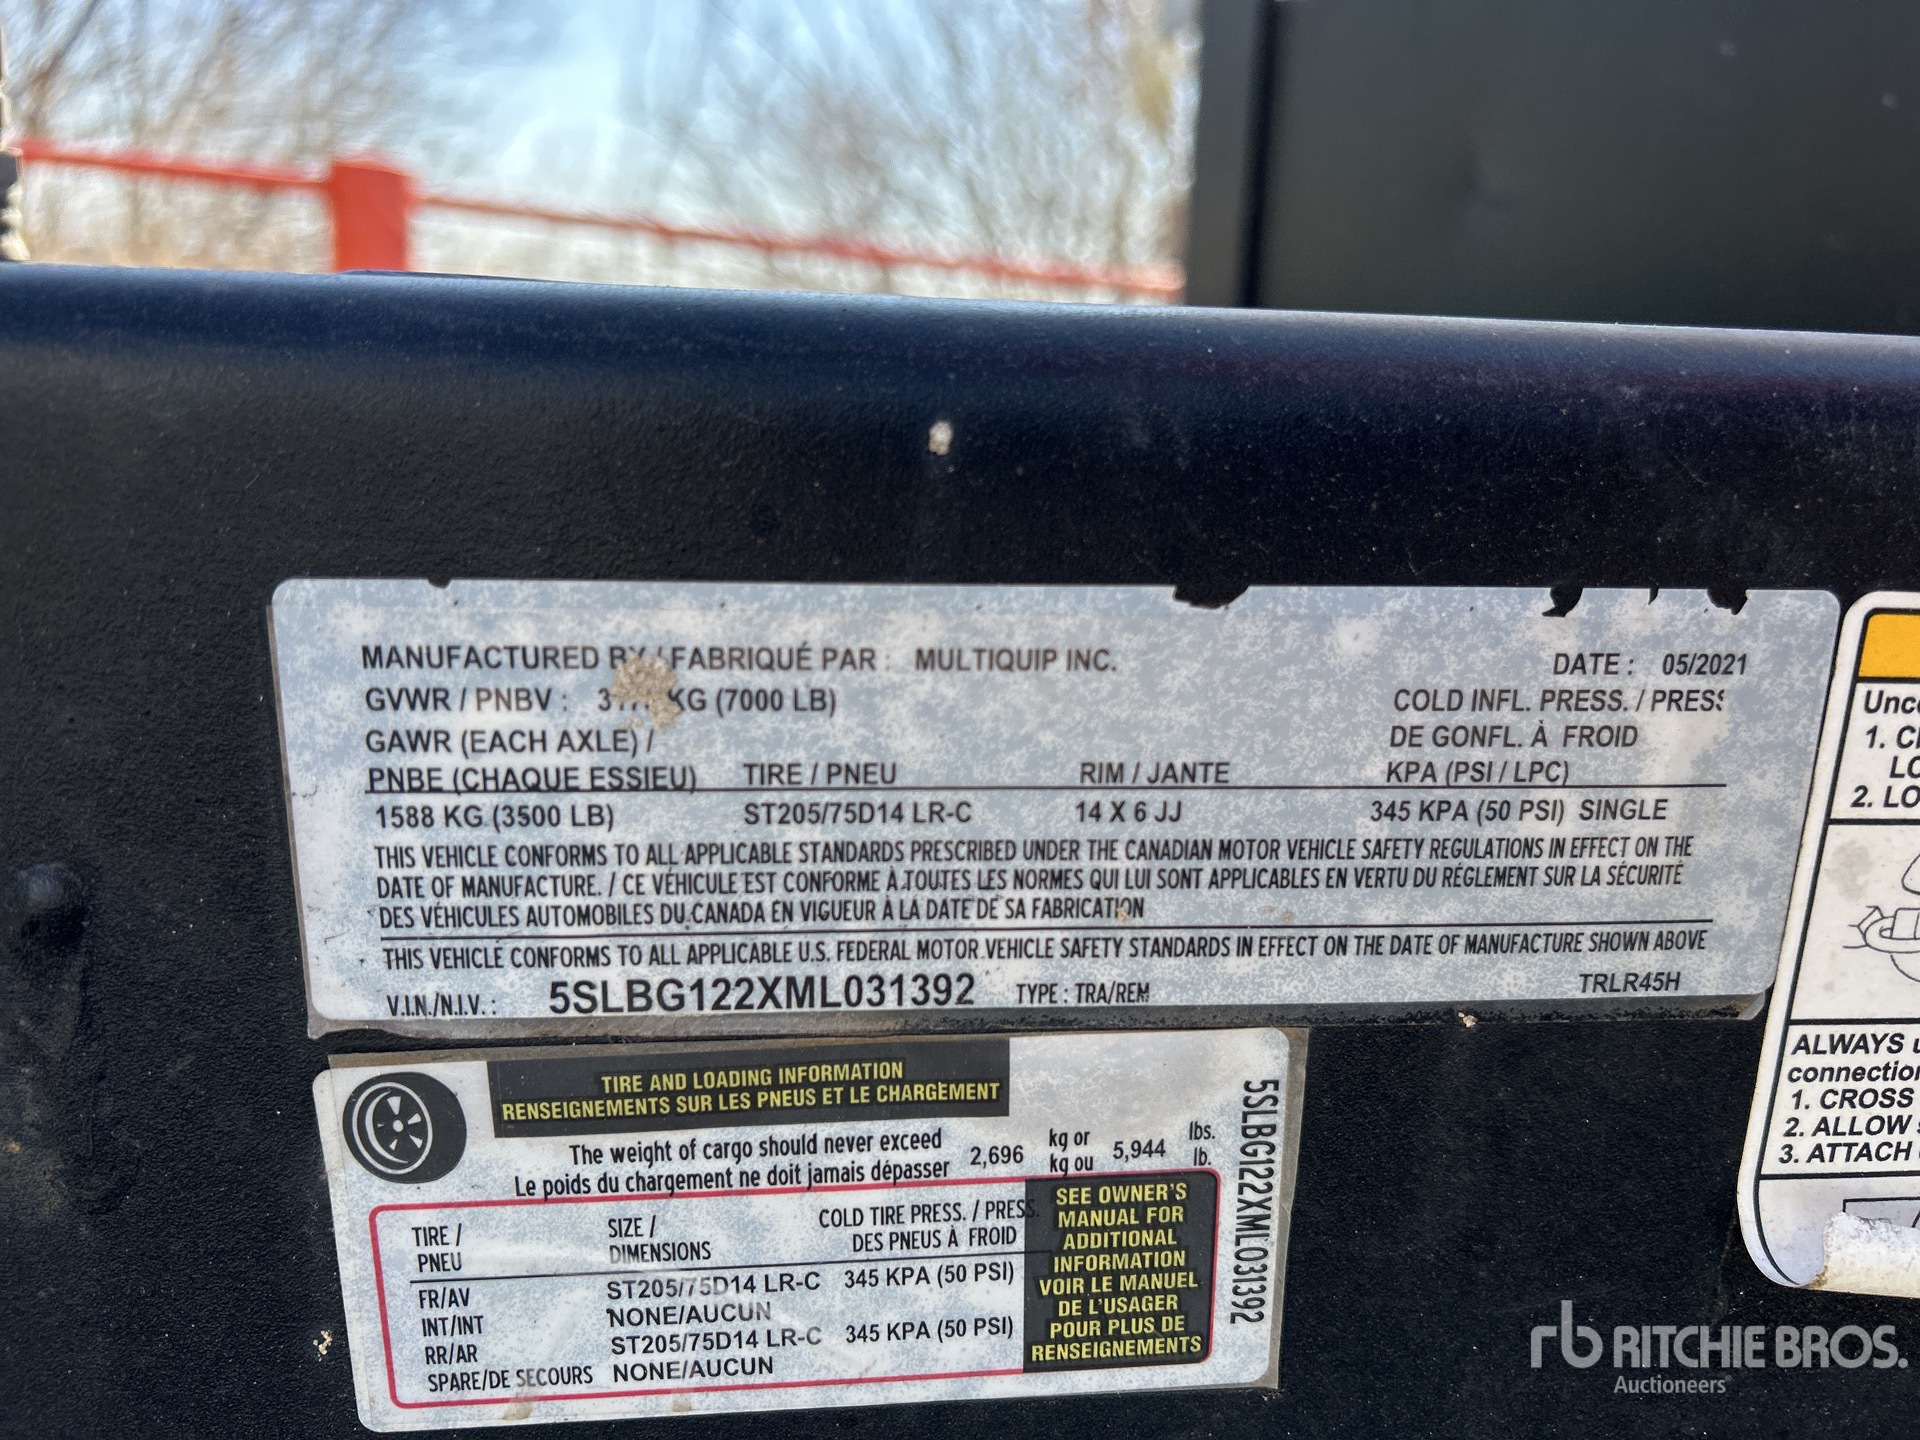 MANUFACTURED BY / FABRIQUÉ PAR : MULTIQUIP INC.
DATE : 05/2021
GVWR / PNBV : KG (7000 LB)
COLD INFL. PRESS. / PRESS
GAWR (EACH AXLE) /
DE GONFL. À FROID
PNBE (CHAQUE ESSIEU) TIRE / PNEU RIM / JANTE KPA (PSI / LPC)
1588 KG (3500 LB) ST205/75D14 LR-C 14 X 6 JJ 345 KPA (50 PSI) SINGLE
THIS VEHICLE CONFORMS TO ALL APPLICABLE STANDARDS PRESCRIBED UNDER THE CANADIAN MOTOR VEHICLE SAFETY REGULATIONS IN EFFECT ON THE
DATE OF MANUFACTURE. / CE VÉHICULE EST CONFORME À TOUTES LES NORMES QUI LUI SONT APPLICABLES EN VERTU DU RÉGLEMENT SUR LA SÉCURITÉ
DES VÉHICULES AUTOMOBILES DU CANADA EN VIGUEUR À LA DATE DE SA FABRICATION
THIS VEHICLE CONFORMS TO ALL APPLICABLE U.S. FEDERAL MOTOR VEHICLE SAFETY STANDARDS IN EFFECT ON THE DATE OF MANUFACTURE SHOWN ABOVE
V.I.N./N.I.V. : 5SLBG122XML031392 TYPE : TRA/REM TRLR45H
TIRE AND LOADING INFORMATION
RENSEIGNEMENTS SUR LES PNEUS ET LE CHARGEMENT
The weight of cargo should never exceed 2,696 kg or 5,944 lbs.
Le poids du chargement ne doit jamais dépasser kg ou lb.
TIRE / SIZE / COLD TIRE PRESS. / PRESS.
PNEU DIMENSIONS DES PNEUS À FROID
FR/AV ST205/75D14 LR-C 345 KPA (50 PSI)
INT/INT NONE/AUCUN
RR/AR ST205/75D14 LR-C 345 KPA (50 PSI)
SPARE/DE SECOURS NONE/AUCUN
SEE OWNER'S
MANUAL FOR
ADDITIONAL
INFORMATION
VOIR LE MANUEL
DE L'USAGER
POUR PLUS DE
RENSEIGNEMENTS
5SLBG122XML031392
Unco
1. C
LO
2. LO
ALWAYS u
connection
1. CROSS
2. ALLOW
3. ATTACH
rb RITCHIE BROS.
Auctioneers